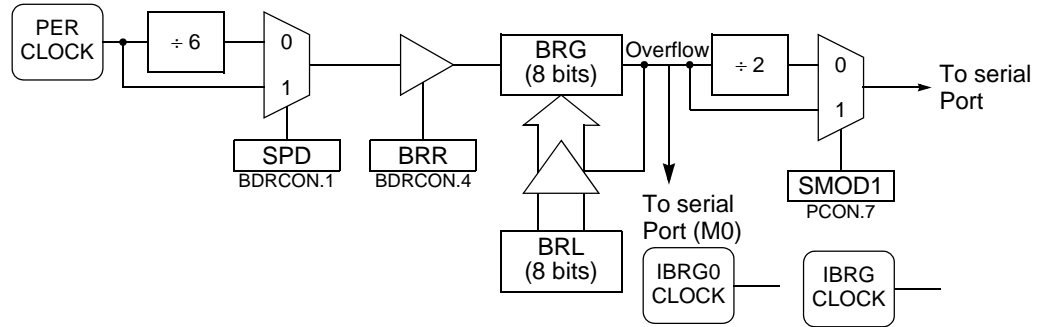 PER
CLOCK
÷ 6
0
1
SPD
BDRCON.1
BRR
BDRCON.4
BRG
(8 bits)
Overflow
BRL
(8 bits)
÷ 2
0
1
To serial
Port
SMOD1
PCON.7
To serial
Port (M0)
IBRG0
CLOCK
IBRG
CLOCK